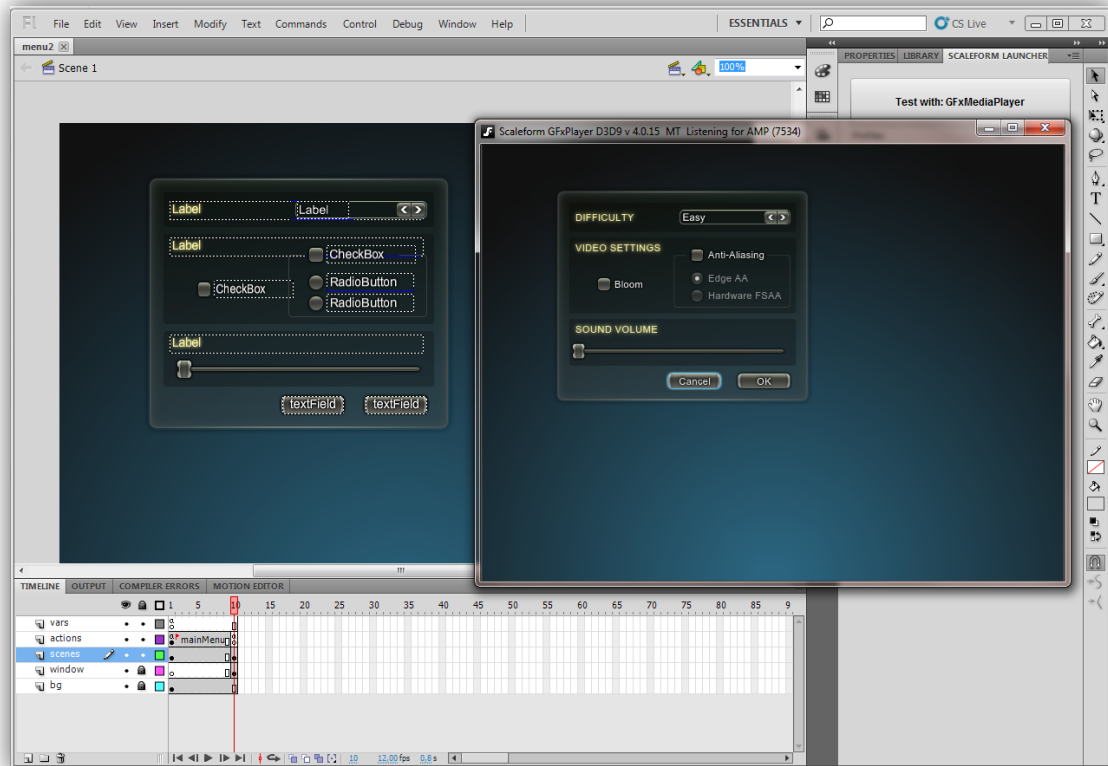 Fl File Edit View Insert Modify Text Commands Control Debug Window Help ESSENTIALS CS Live
menu2
Scene 1 100%
PROPERTIES LIBRARY SCALEFORM LAUNCHER
Test with: GFxMediaPlayer
Scaleform GFxPlayer D3D9 v 4.0.15 MT Listening for AMP (7534)
Label Label
Label
CheckBox
CheckBox
RadioButton
RadioButton
Label
textField textField
DIFFICULTY Easy
VIDEO SETTINGS
Anti-Aliasing
Bloom
Edge AA
Hardware FSAA
SOUND VOLUME
Cancel OK
TIMELINE OUTPUT COMPILER ERRORS MOTION EDITOR
1 5 10 15 20 25 30 35 40 45 50 55 60 65 70 75 80 85 9
vars
actions mainMenu
scenes
window
bg
10 12.00 fps 0.8 s